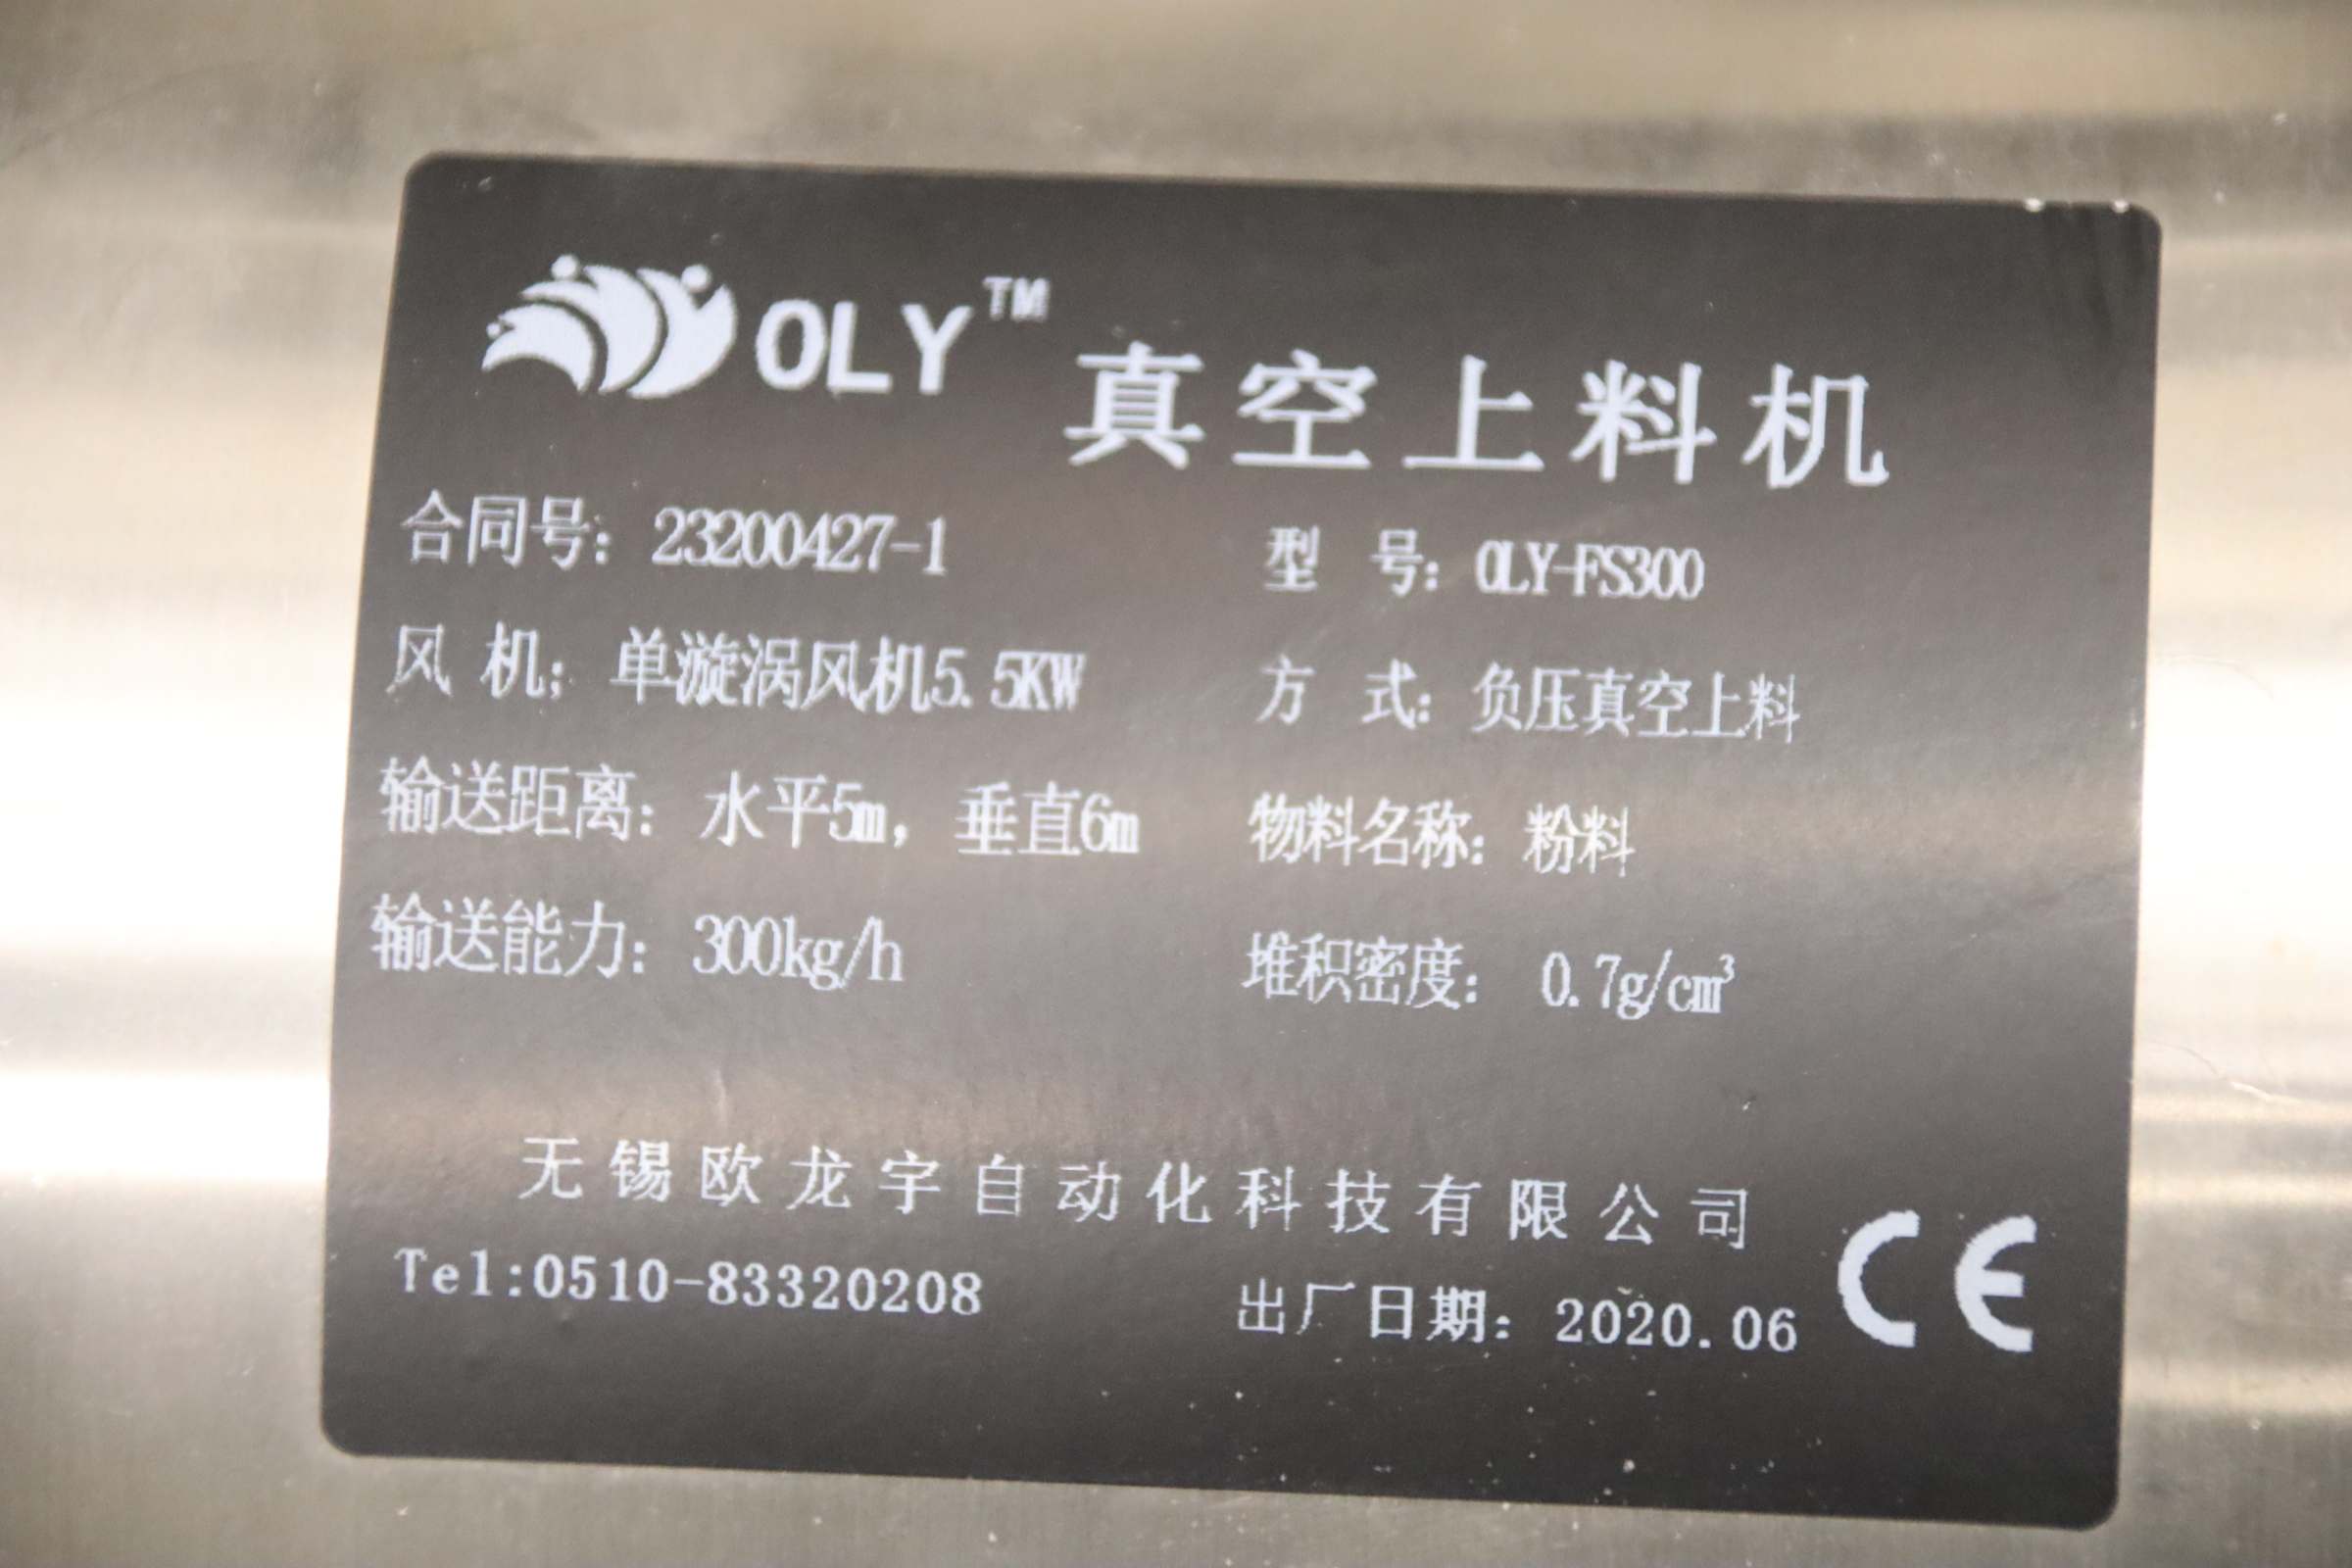 OLY™ 真空上料机
合同号：23200427-1 型 号：OLY-FS300
风 机；单漩涡风机5.5KW 方 式：负压真空上料
输送距离：水平5m，垂直6m 物料名称：粉料
输送能力：300kg/h 堆积密度：0.7g/cm³
无锡欧龙宇自动化科技有限公司
Tel:0510-83320208 出厂日期：2020.06 CE